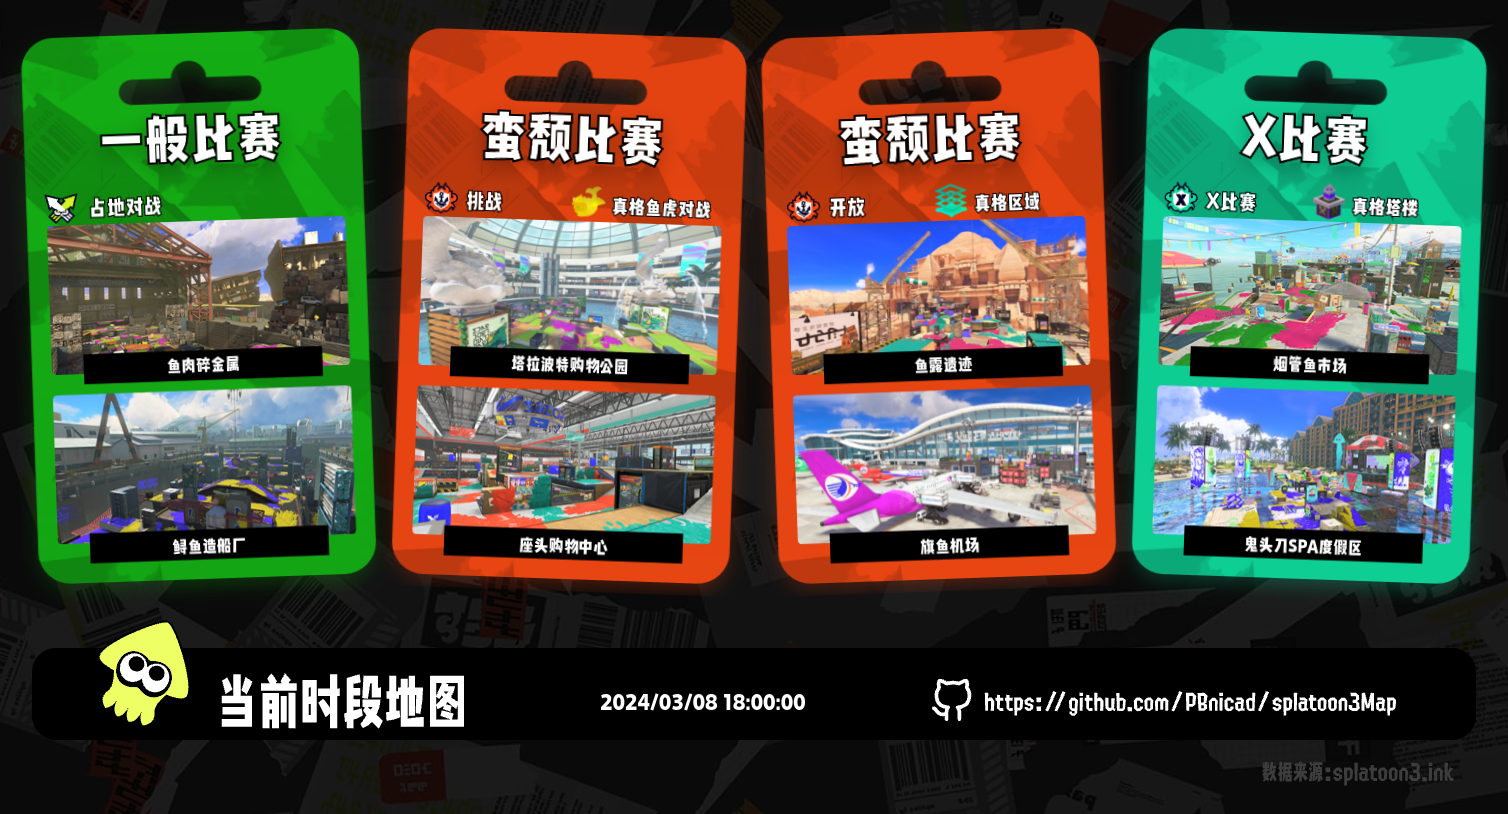 一般比赛
占地对战
鱼肉碎金属
鲟鱼造船厂
蛮颓比赛
挑战
真格鱼虎对战
塔拉波特购物公园
座头购物中心
蛮颓比赛
开放
真格区域
鱼露遗迹
旗鱼机场
X比赛
X比赛
真格塔楼
烟管鱼市场
鬼头刀SPA度假区
当前时段地图
2024/03/08 18:00:00
https://github.com/PBnicad/splatoon3Map
数据来源:splatoon3.ink